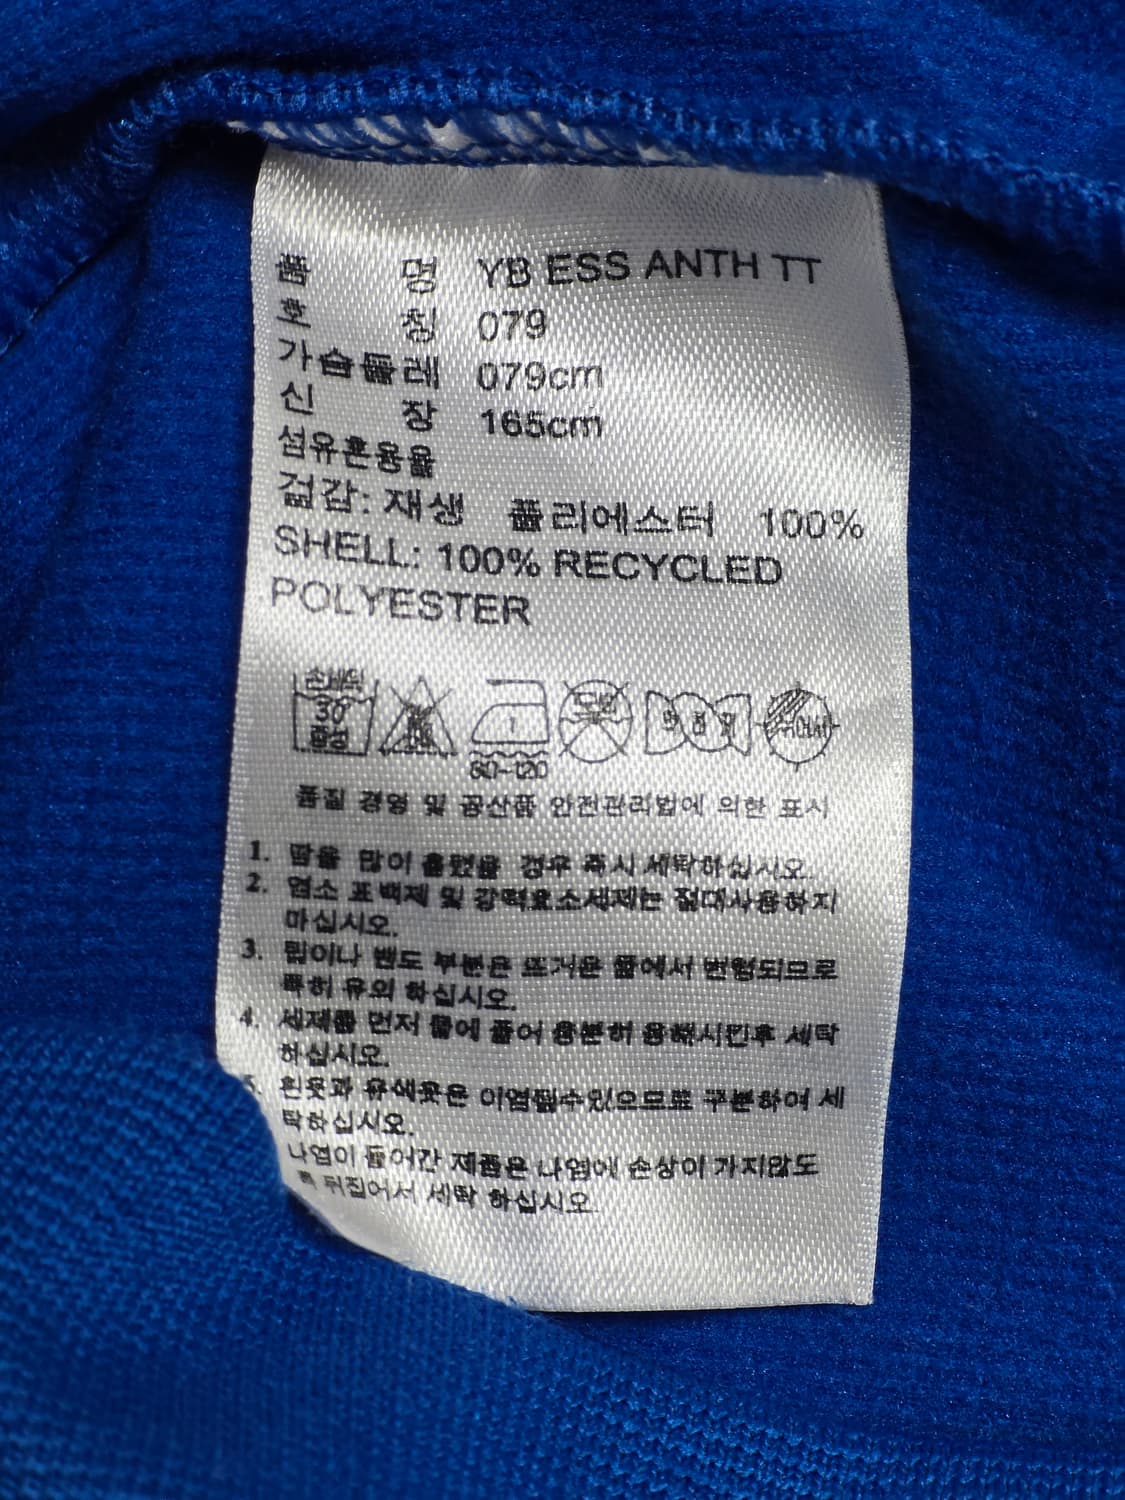 품 명 YB ESS ANTH TT
호 칭 079
가슴둘레 079cm
신 장 165cm
섬유혼용율
겉감: 재생 폴리에스터 100%
SHELL: 100% RECYCLED
POLYESTER
손세탁
30
중성
80~120
품질 경영 및 공산품 안전관리법에 의한 표시
1. 땀을 많이 흘렸을 경우 즉시 세탁하십시오.
2. 염소 표백제 및 강력효소세제는 절대사용하지
마십시오.
3. 립이나 밴드 부분은 뜨거운 물에서 변형되므로
특히 유의 하십시오.
4. 세제를 먼저 물에 풀어 충분히 용해시킨후 세탁
하십시오.
5. 흰옷과 유색옷은 이염될수있으므로 구분하여 세
탁하십시오.
나염이 들어간 제품은 나염에 손상이 가지않도
록 뒤집어서 세탁 하십시오